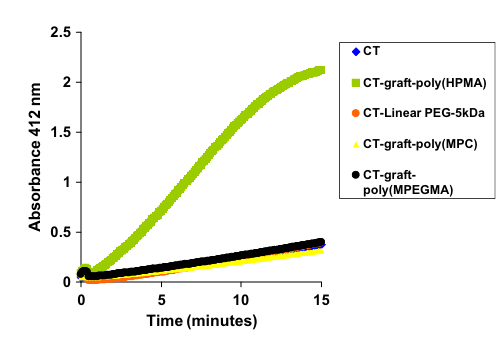 2.5
2
1.5
1
0.5
0
0
5
10
15
Absorbance 412 nm
Time (minutes)
CT
CT-graft-poly(HPMA)
CT-Linear PEG-5kDa
CT-graft-poly(MPC)
CT-graft-
poly(MPEGMA)